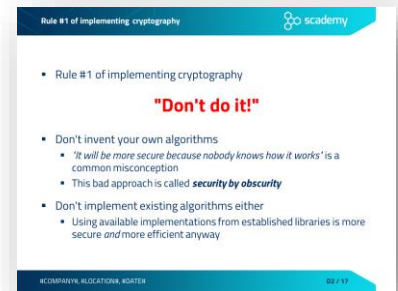 Rule #1 of implementing cryptography
scademy
Rule #1 of implementing cryptography
"Don't do it!"
Don't invent your own algorithms
'It will be more secure because nobody knows how it works' is a
common misconception
This bad approach is called security by obscurity
Don't implement existing algorithms either
Using available implementations from established libraries is more
secure and more efficient anyway
#COMPANY#, #LOCATION#, #DATE#
02 / 17